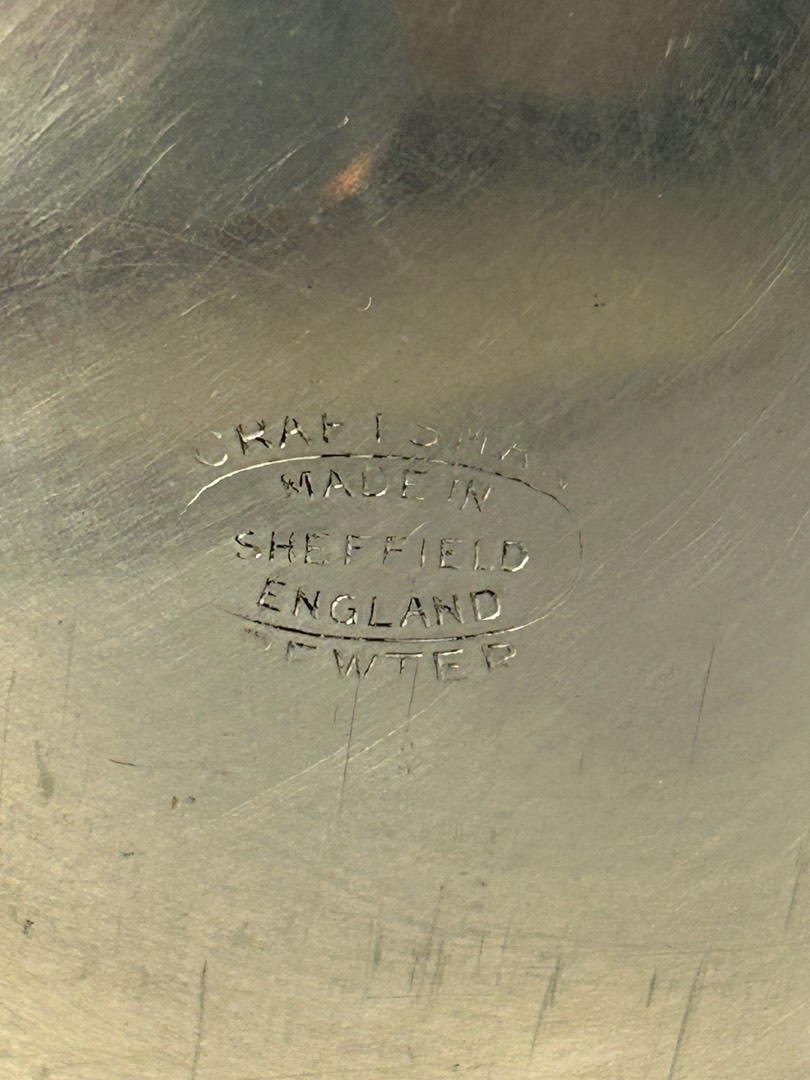 CRAFTSMAN
MADE IN
SHEFFIELD
ENGLAND
PEWTER